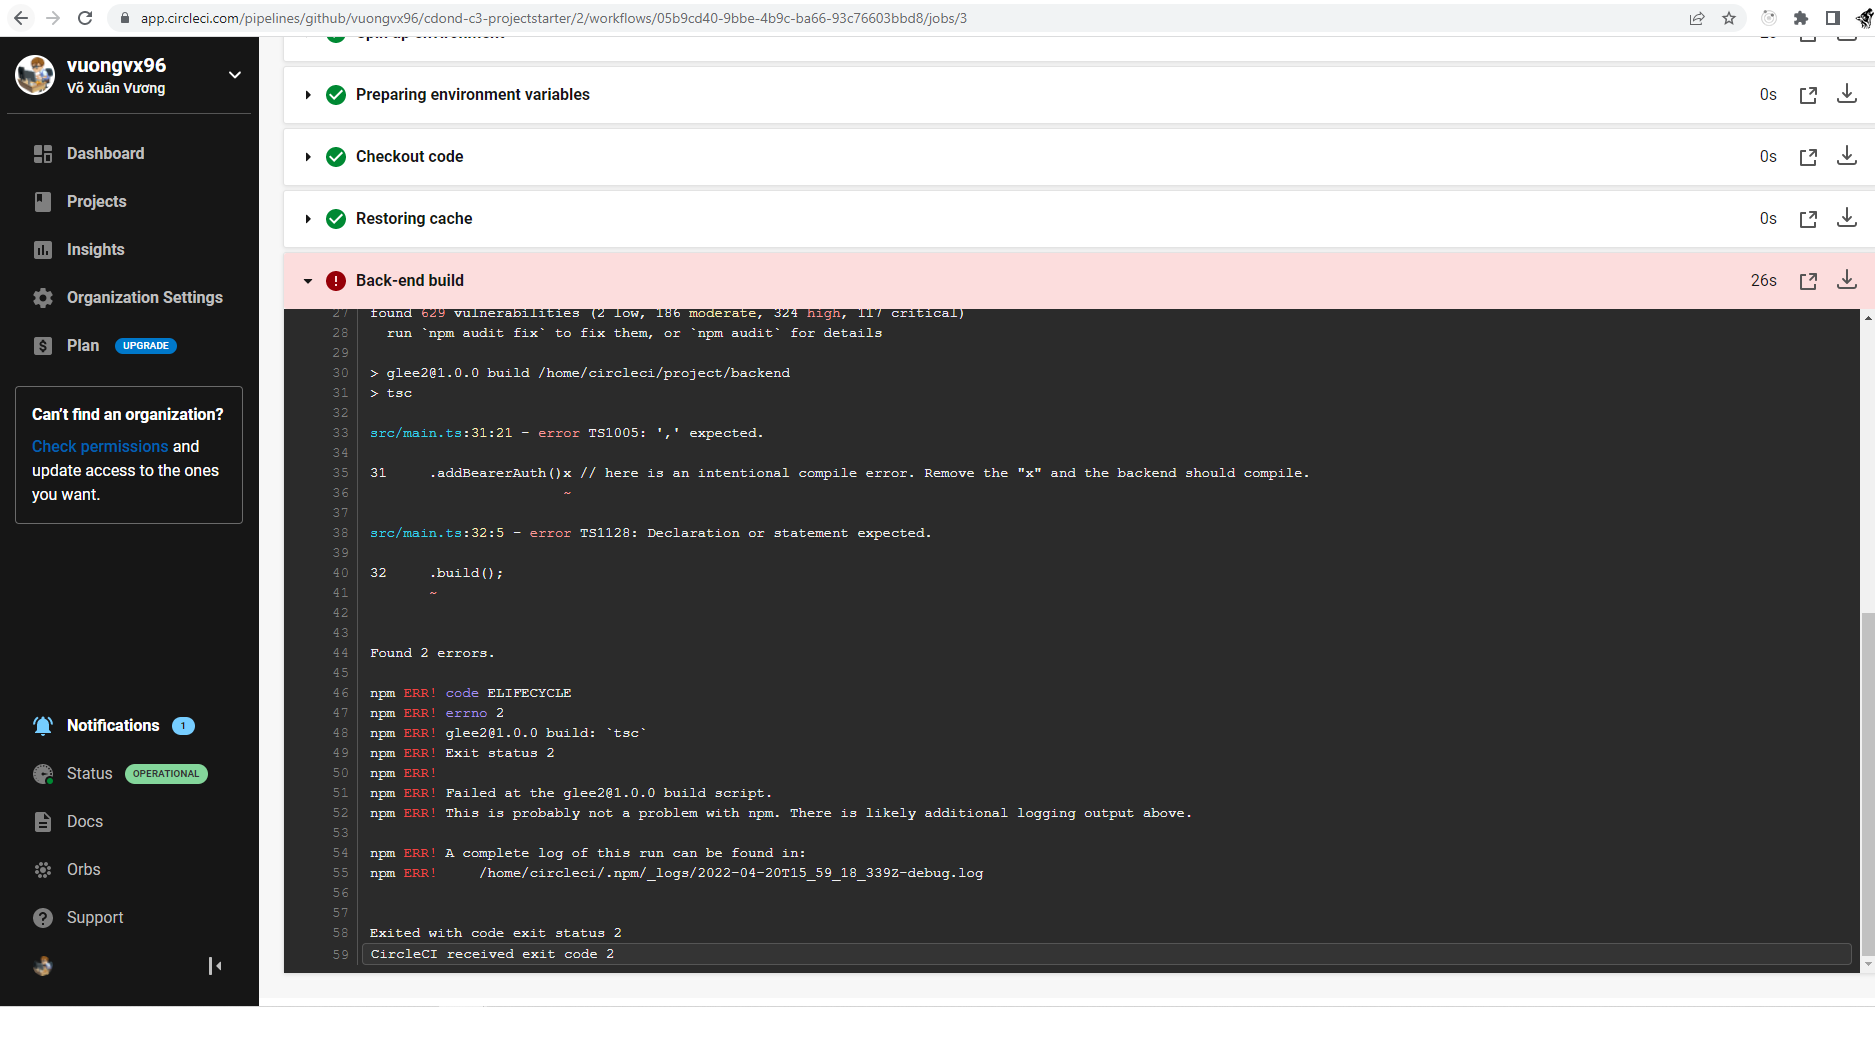 app.circleci.com/pipelines/github/vuongvx96/cdond-c3-projectstarter/2/workflows/05b9cd40-9bbe-4b9c-ba66-93c76603bbd8/jobs/3
vuongvx96
Võ Xuân Vương
Dashboard
Projects
Insights
Organization Settings
Plan UPGRADE
Can't find an organization?
Check permissions and
update access to the ones
you want.
Notifications 1
Status OPERATIONAL
Docs
Orbs
Support
Spin up environment
Preparing environment variables 0s
Checkout code 0s
Restoring cache 0s
Back-end build 26s
27 found 629 vulnerabilities (2 low, 186 moderate, 324 high, 117 critical)
28 run `npm audit fix` to fix them, or `npm audit` for details
29
30 > glee2@1.0.0 build /home/circleci/project/backend
31 > tsc
32
33 src/main.ts:31:21 - error TS1005: ',' expected.
34
35 31 .addBearerAuth()x // here is an intentional compile error. Remove the "x" and the backend should compile.
36 ~
37
38 src/main.ts:32:5 - error TS1128: Declaration or statement expected.
39
40 32 .build();
41 ~
42
43
44 Found 2 errors.
45
46 npm ERR! code ELIFECYCLE
47 npm ERR! errno 2
48 npm ERR! glee2@1.0.0 build: `tsc`
49 npm ERR! Exit status 2
50 npm ERR!
51 npm ERR! Failed at the glee2@1.0.0 build script.
52 npm ERR! This is probably not a problem with npm. There is likely additional logging output above.
53
54 npm ERR! A complete log of this run can be found in:
55 npm ERR! /home/circleci/.npm/_logs/2022-04-20T15_59_18_339Z-debug.log
56
57
58 Exited with code exit status 2
59 CircleCI received exit code 2